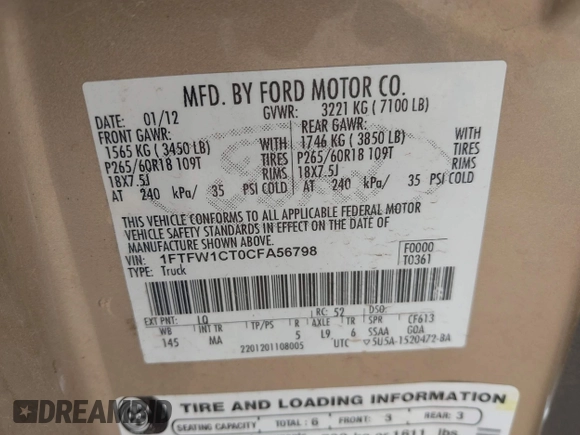 MFD. BY FORD MOTOR CO.
DATE: 01/12 GVWR: 3221 KG ( 7100 LB)
FRONT GAWR: REAR GAWR:
1565 KG ( 3450 LB) WITH 1746 KG ( 3850 LB) WITH
P265/60R18 109T TIRES P265/60R18 109T TIRES
18X7.5J RIMS 18X7.5J RIMS
AT 240 kPa/ 35 PSI COLD AT 240 kPa/ 35 PSI COLD
THIS VEHICLE CONFORMS TO ALL APPLICABLE FEDERAL MOTOR
VEHICLE SAFETY STANDARDS IN EFFECT ON THE DATE OF
MANUFACTURE SHOWN ABOVE.
VIN: 1FTFW1CT0CFA56798 F0000
TYPE: Truck T0361
EXT PNT: LQ RC: 52 DSO:
WB INT TR TP/PS R AXLE TR SPR CF613
145 MA 5 L9 6 SSAA GOA
2201201108005 UTC ▽5U5A-1520472-BA
TIRE AND LOADING INFORMATION
SEATING CAPACITY TOTAL: 6 FRONT: 3 REAR: 3
1611 lbs
DREAMBID